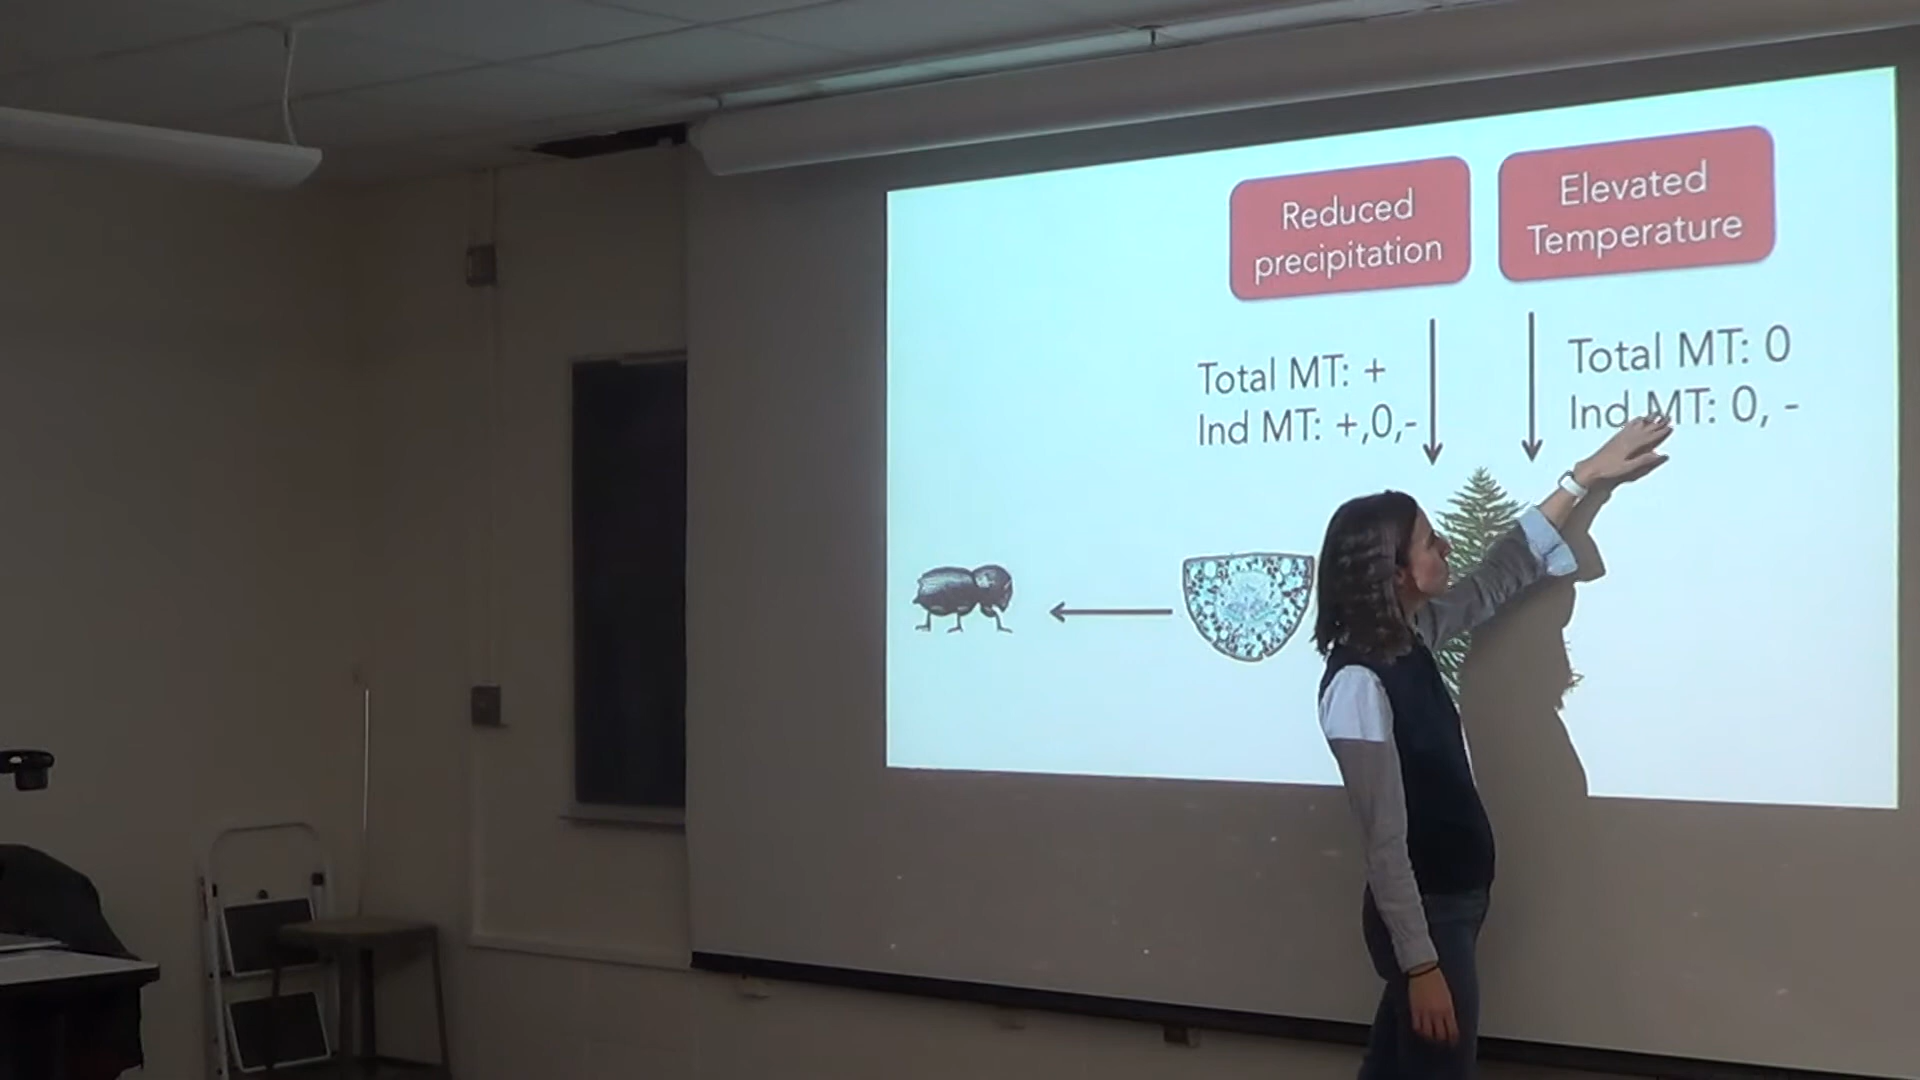 Reduced
precipitation
Elevated
Temperature
Total MT: +
Ind MT: +,0,-
Total MT: 0
Ind MT: 0, -